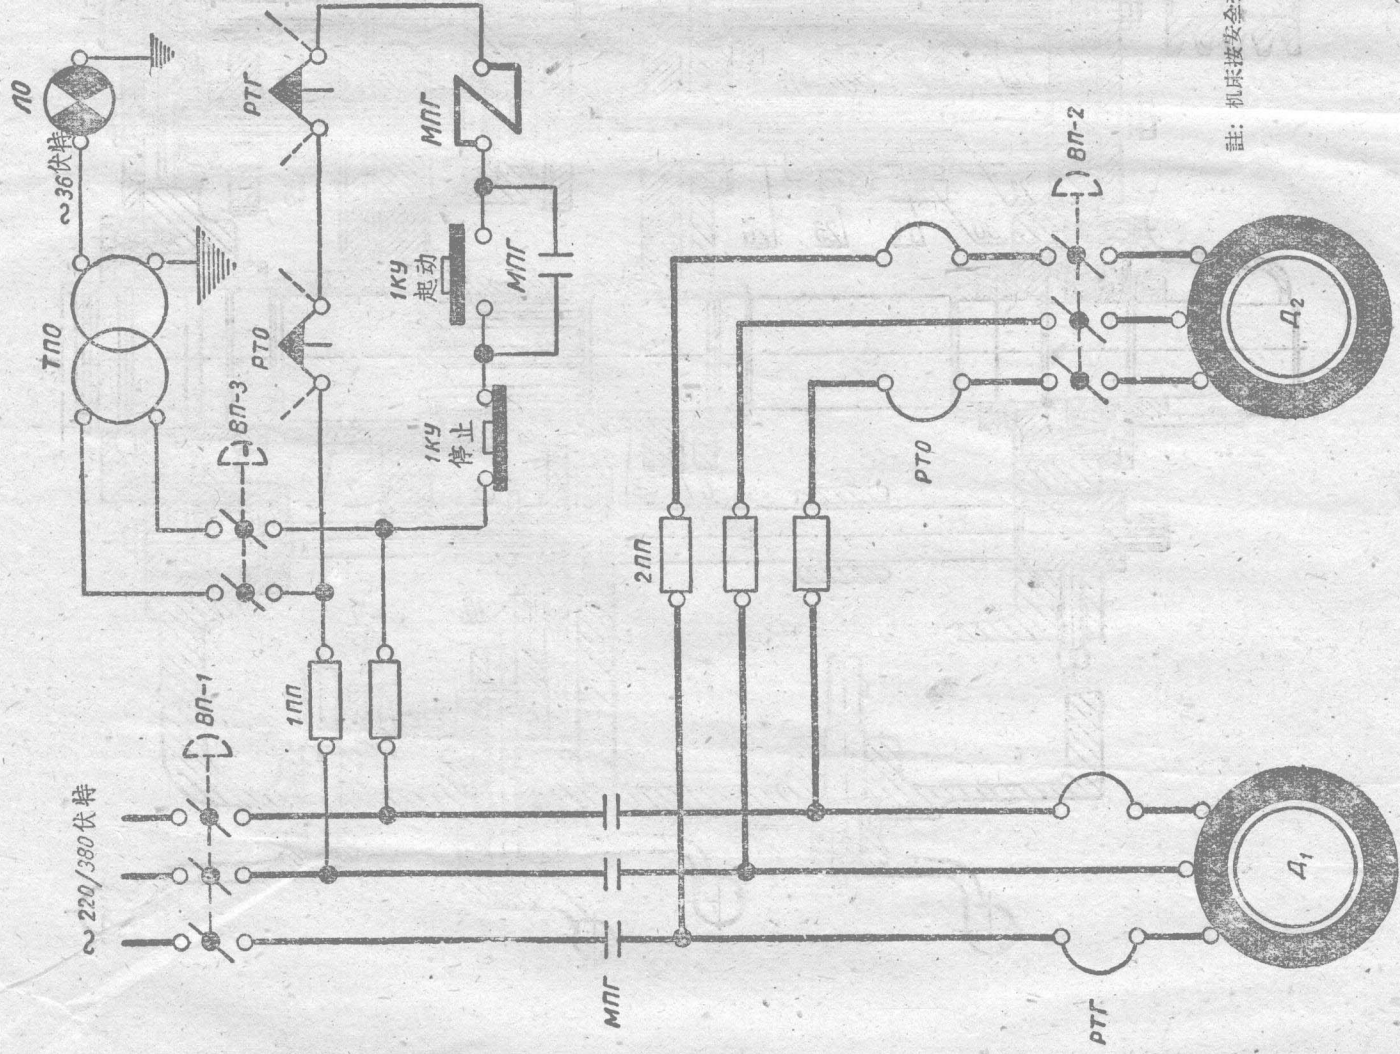 ~220/380伏特
ВП-1
1ПП
ВП-3
ТПО
~36伏特
ЛО
РТО
РТГ
1КУ
停止
1КУ
起动
МПГ
МПГ
МПГ
2ПП
РТО
ВП-2
РТГ
Д₁
Д₂
註: 机床按安全